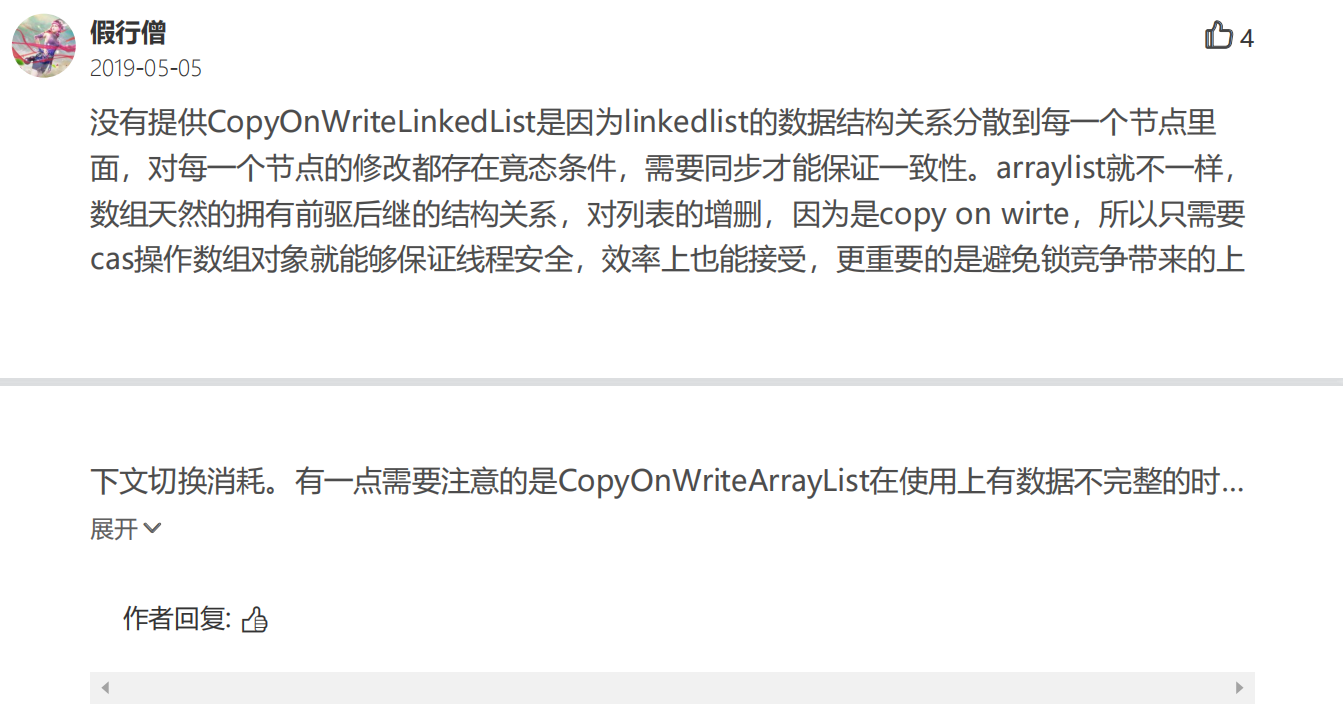 假行僧
4
2019-05-05
没有提供CopyOnWriteLinkedList是因为linkedlist的数据结构关系分散到每一个节点里
面，对每一个节点的修改都存在竟态条件，需要同步才能保证一致性。arraylist就不一样，
数组天然的拥有前驱后继的结构关系，对列表的增删，因为是copy on wirte，所以只需要
cas操作数组对象就能够保证线程安全，效率上也能接受，更重要的是避免锁竞争带来的上
下文切换消耗。有一点需要注意的是CopyOnWriteArrayList在使用上有数据不完整的时...
展开
作者回复: